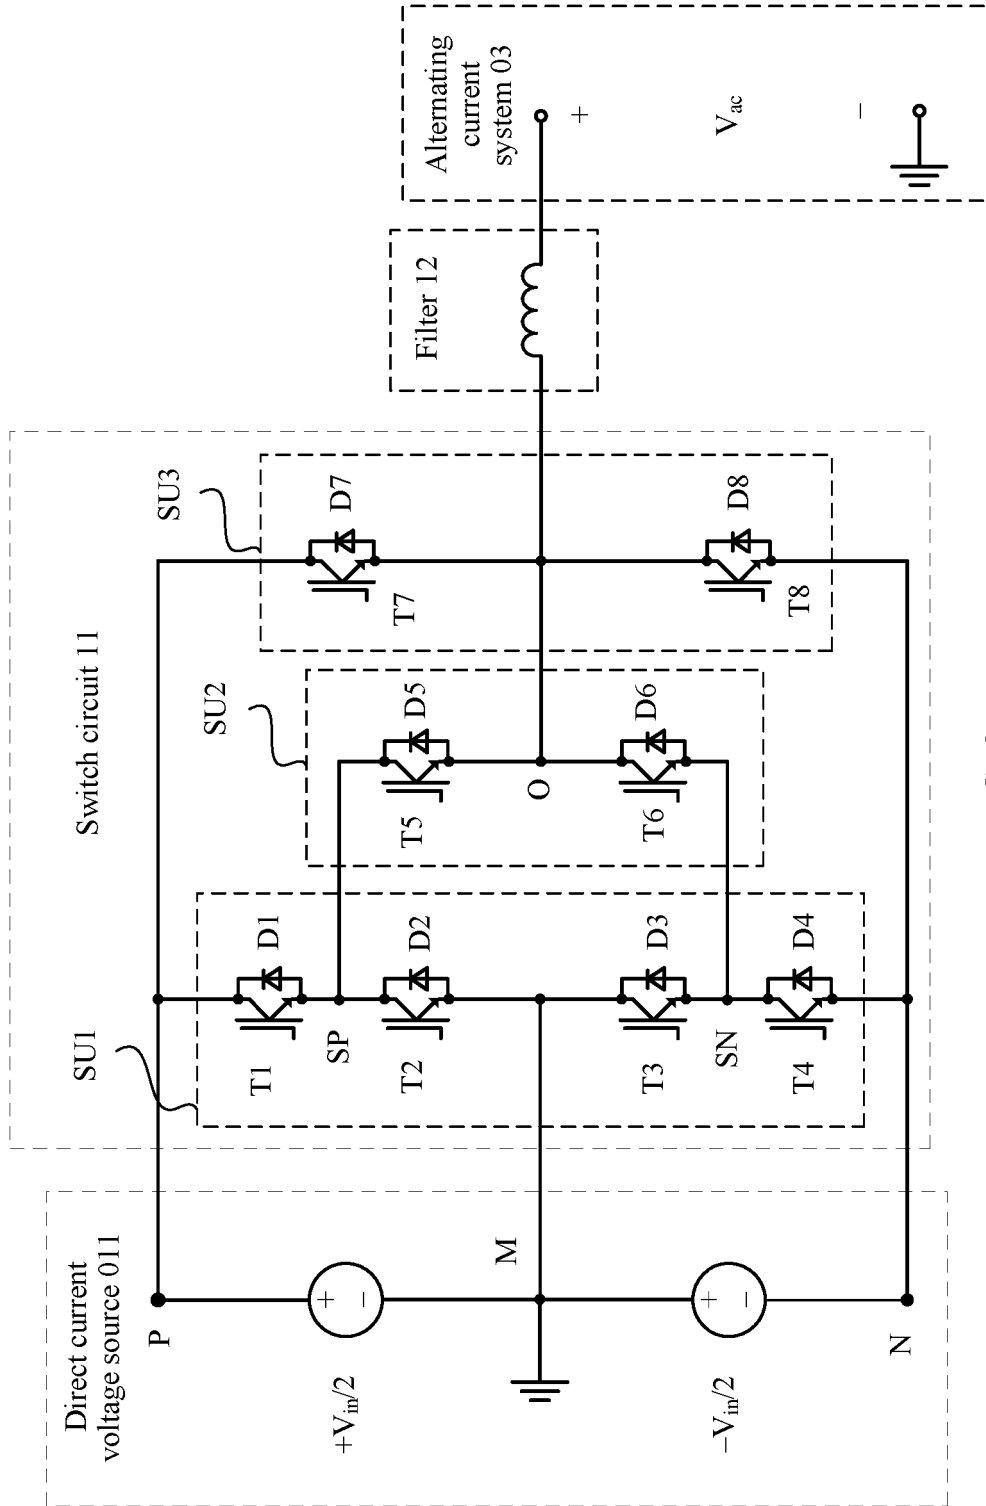 Direct current
voltage source 011
P
+
−
+Vin/2
M
+
−
−Vin/2
N
Switch circuit 11
SU1
T1
D1
SP
T2
D2
T3
D3
SN
T4
D4
SU2
T5
D5
O
T6
D6
SU3
T7
D7
T8
D8
Filter 12
Alternating
current
system 03
+
Vac
−